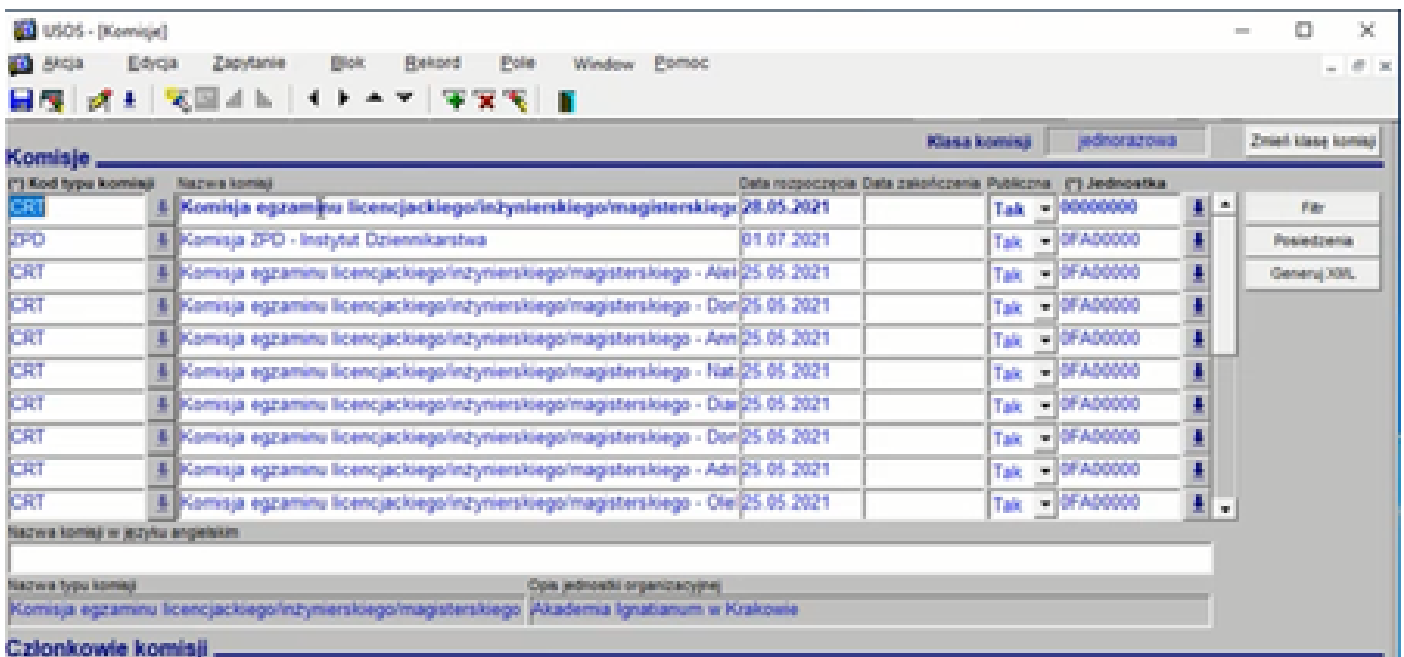 USOS - [Komisje]
Akcja Edycja Zapytanie Blok Rekord Pole Window Pomoc
Klasa komisji jednorazowa Zmień klasę komisji
Komisje
(*) Kod typu komisji Nazwa komisji Data rozpoczęcia Data zakończenia Publiczna (*) Jednostka
CRT Komisja egzaminu licencjackiego/inżynierskiego/magisterskiego 28.05.2021 Tak 00000000 Filtr
ZPD Komisja ZPD - Instytut Dziennikarstwa 01.07.2021 Tak 0FA00000 Posiedzenia
CRT Komisja egzaminu licencjackiego/inżynierskiego/magisterskiego - Alek 25.05.2021 Tak 0FA00000 Generuj XML
CRT Komisja egzaminu licencjackiego/inżynierskiego/magisterskiego - Dor 25.05.2021 Tak 0FA00000
CRT Komisja egzaminu licencjackiego/inżynierskiego/magisterskiego - Ann 25.05.2021 Tak 0FA00000
CRT Komisja egzaminu licencjackiego/inżynierskiego/magisterskiego - Nat 25.05.2021 Tak 0FA00000
CRT Komisja egzaminu licencjackiego/inżynierskiego/magisterskiego - Dia 25.05.2021 Tak 0FA00000
CRT Komisja egzaminu licencjackiego/inżynierskiego/magisterskiego - Dor 25.05.2021 Tak 0FA00000
CRT Komisja egzaminu licencjackiego/inżynierskiego/magisterskiego - Adri 25.05.2021 Tak 0FA00000
CRT Komisja egzaminu licencjackiego/inżynierskiego/magisterskiego - Ole 25.05.2021 Tak 0FA00000
Nazwa komisji w języku angielskim
Nazwa typu komisji Opis jednostki organizacyjnej
Komisja egzaminu licencjackiego/inżynierskiego/magisterskiego Akademia Ignatianum w Krakowie
Członkowie komisji